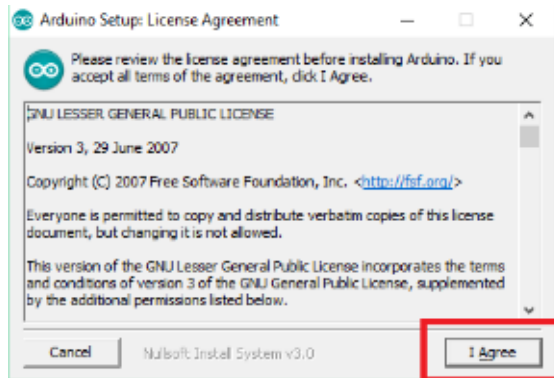 Arduino Setup: License Agreement
Please review the license agreement before installing Arduino. If you
accept all terms of the agreement, click I Agree.
GNU LESSER GENERAL PUBLIC LICENSE
Version 3, 29 June 2007
Copyright (C) 2007 Free Software Foundation, Inc. <http://fsf.org/>
Everyone is permitted to copy and distribute verbatim copies of this license
document, but changing it is not allowed.
This version of the GNU Lesser General Public License incorporates the terms
and conditions of version 3 of the GNU General Public License, supplemented
by the additional permissions listed below.
Cancel
Nullsoft Install System v3.0
I Agree